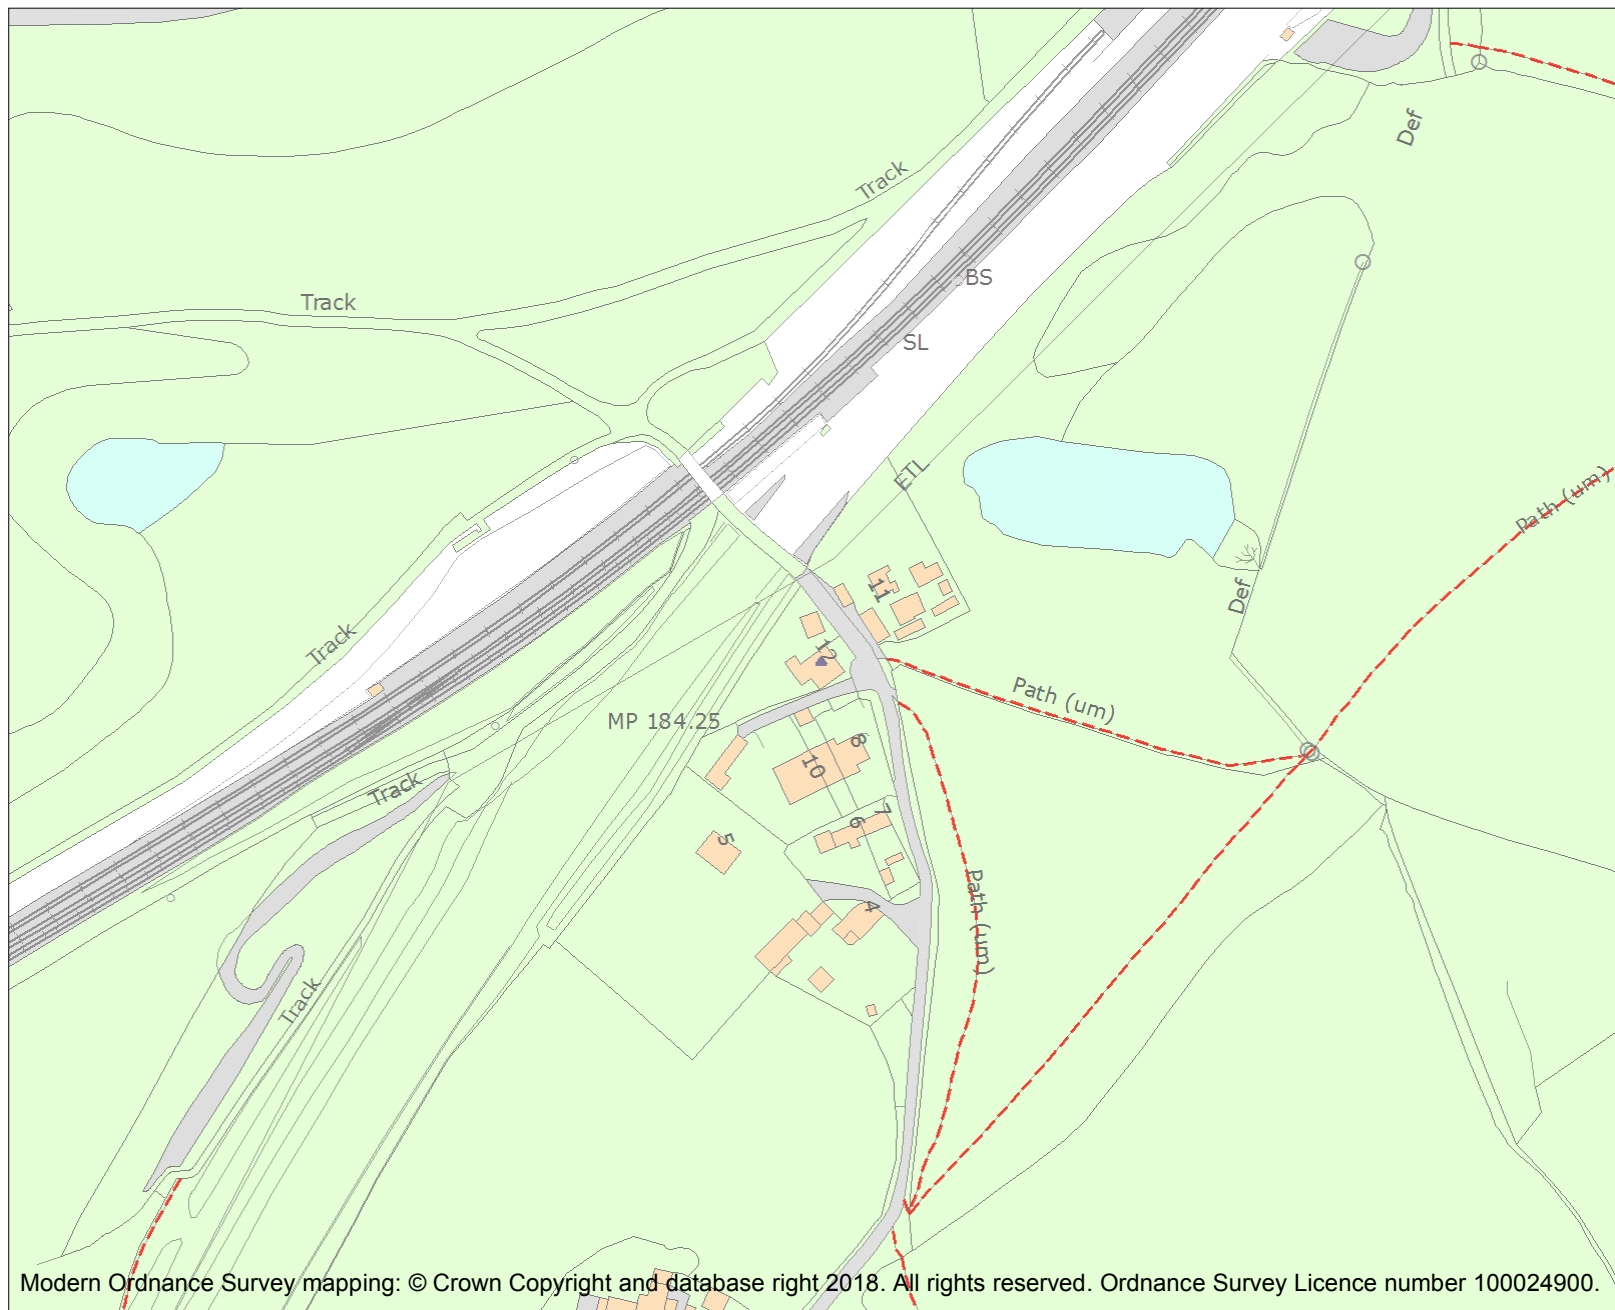 Def
Track
BS
Track
SL
ETL
Path (um)
11
Def
Track
12
Path (um)
MP 184.25
8
10
Track
7
6
5
4
Path (um)
Track
Modern Ordnance Survey mapping: © Crown Copyright and database right 2018. All rights reserved. Ordnance Survey Licence number 100024900.